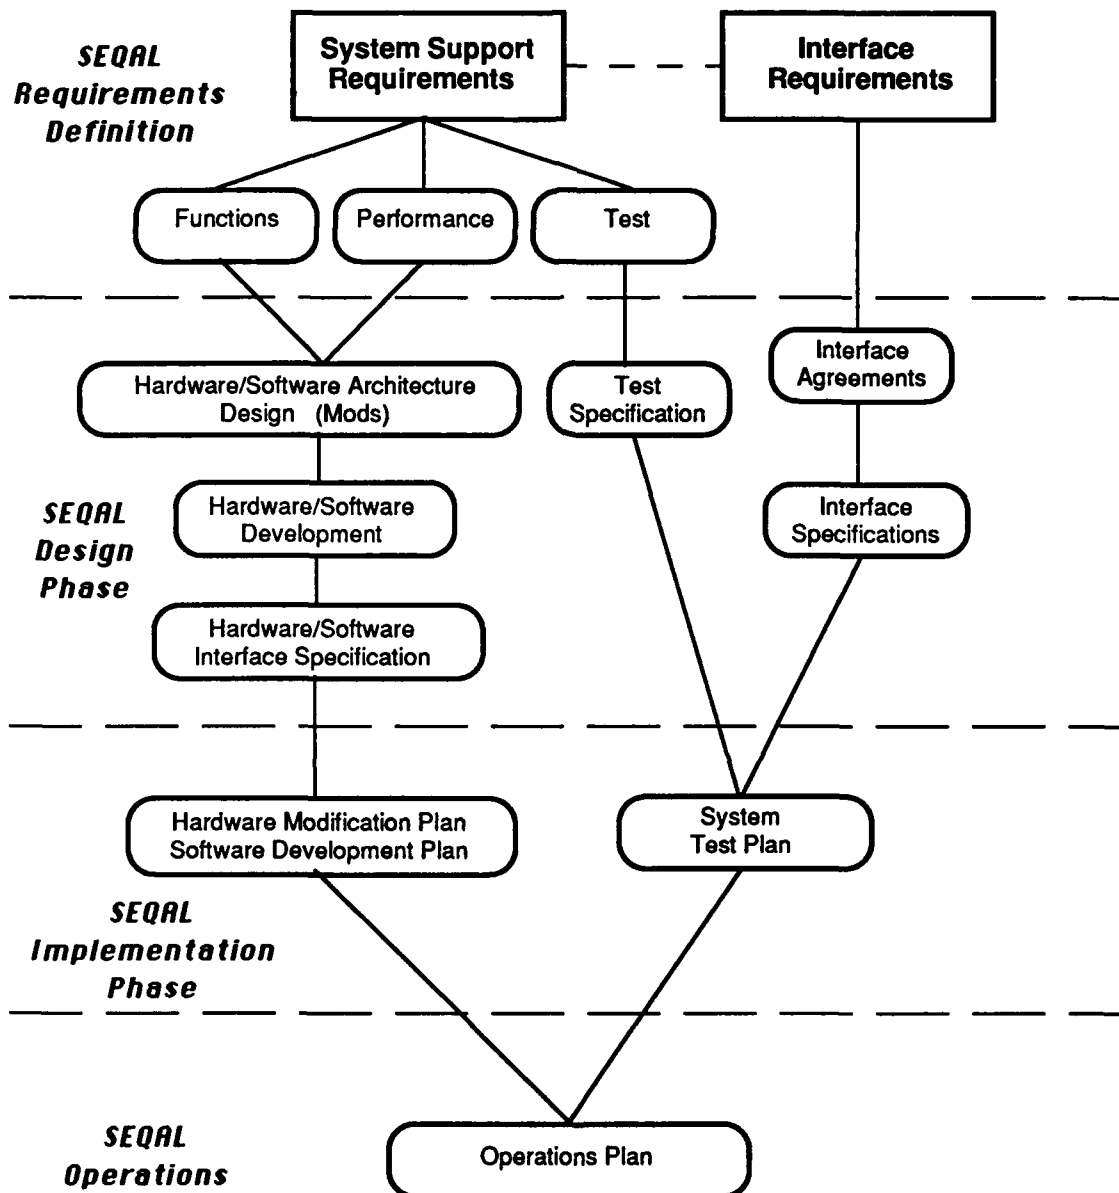 SEQAL
Requirements
Definition
System Support
Requirements
Interface
Requirements
Functions
Performance
Test
Interface
Agreements
Hardware/Software Architecture
Design (Mods)
Test
Specification
SEQAL
Design
Phase
Hardware/Software
Development
Interface
Specifications
Hardware/Software
Interface Specification
Hardware Modification Plan
Software Development Plan
System
Test Plan
SEQAL
Implementation
Phase
SEQAL
Operations
Operations Plan